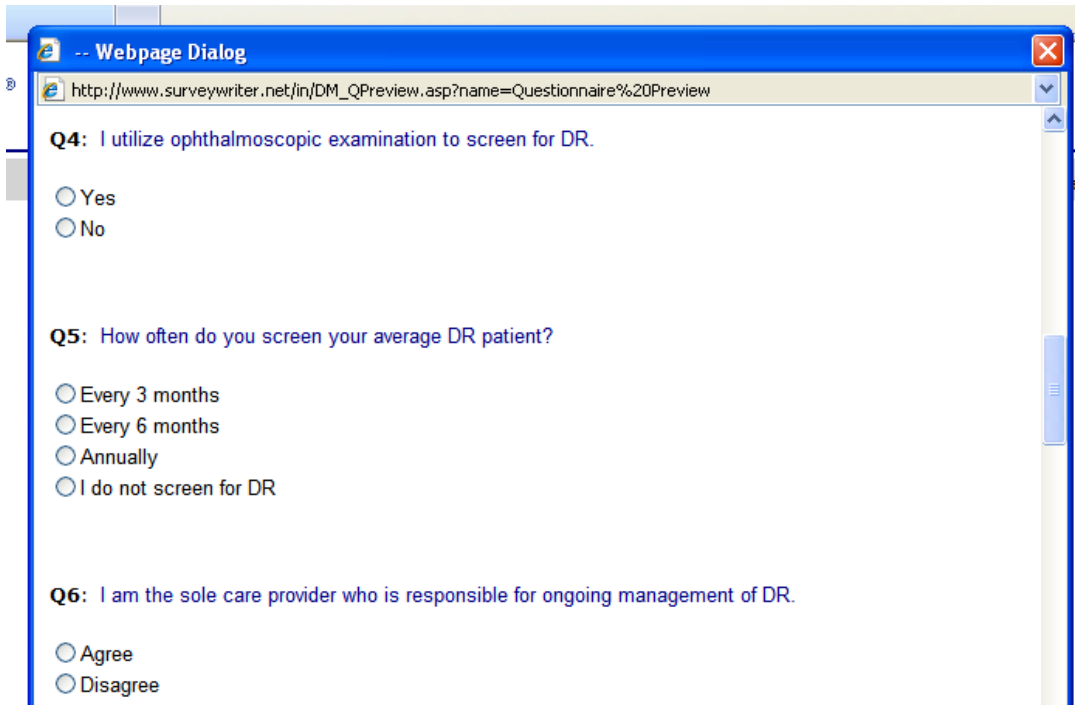 -- Webpage Dialog
®
http://www.surveywriter.net/in/DM_QPreview.asp?name=Questionnaire%20Preview
Q4: I utilize ophthalmoscopic examination to screen for DR.
Yes
No
Q5: How often do you screen your average DR patient?
Every 3 months
Every 6 months
Annually
I do not screen for DR
Q6: I am the sole care provider who is responsible for ongoing management of DR.
Agree
Disagree